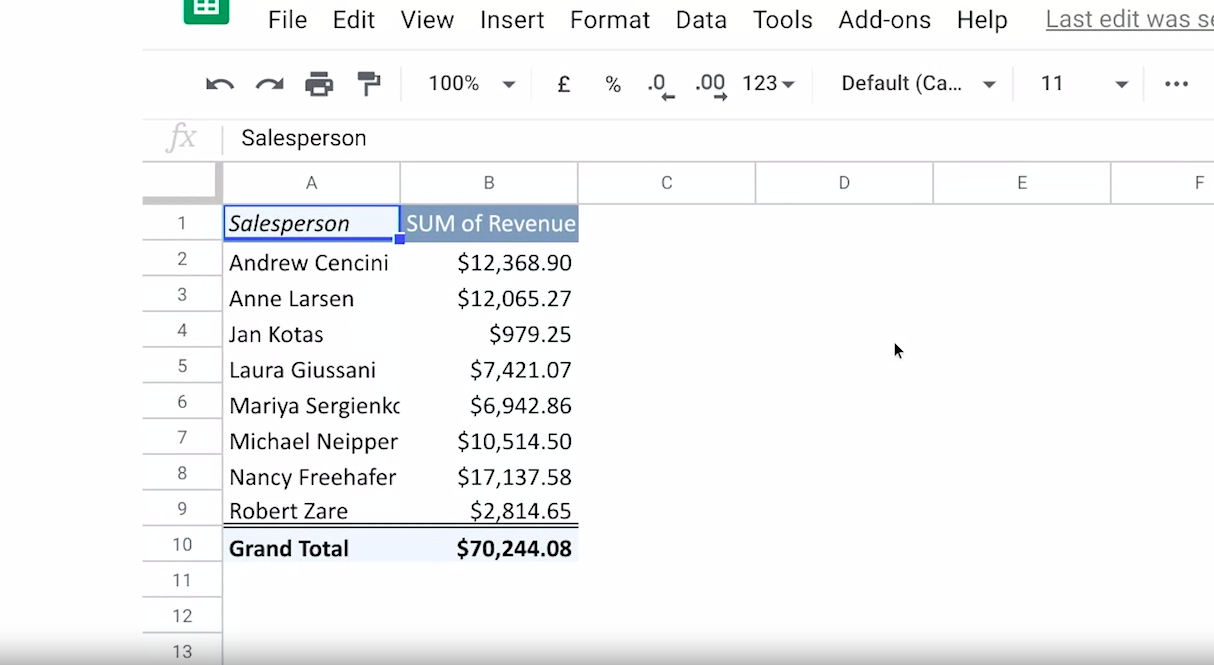 File Edit View Insert Format Data Tools Add-ons Help Last edit was
100% £ % .0 .00 123 Default (Ca... 11 ...
fx Salesperson
A B C D E F
1 Salesperson SUM of Revenue
2 Andrew Cencini $12,368.90
3 Anne Larsen $12,065.27
4 Jan Kotas $979.25
5 Laura Giussani $7,421.07
6 Mariya Sergienko $6,942.86
7 Michael Neipper $10,514.50
8 Nancy Freehafer $17,137.58
9 Robert Zare $2,814.65
10 Grand Total $70,244.08
11
12
13